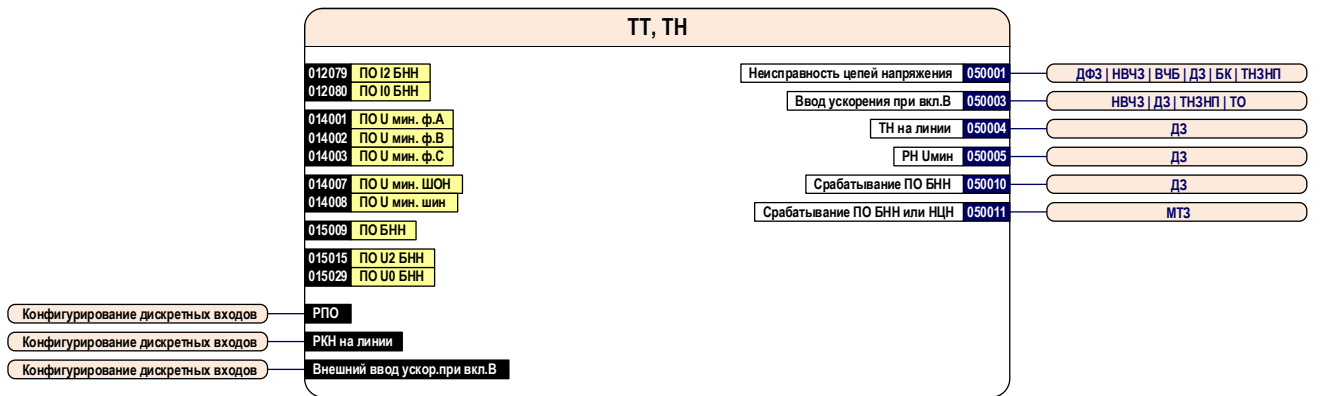 ТТ, ТН
012079 ПО I2 БНН
012080 ПО I0 БНН
014001 ПО U мин. ф.А
014002 ПО U мин. ф.В
014003 ПО U мин. ф.С
014007 ПО U мин. ШОН
014008 ПО U мин. шин
015009 ПО БНН
015015 ПО U2 БНН
015029 ПО U0 БНН
Конфигурирование дискретных входов РПО
Конфигурирование дискретных входов РКН на линии
Конфигурирование дискретных входов Внешний ввод ускор.при вкл.В
Неисправность цепей напряжения 050001 ДФЗ | НВЧЗ | ВЧБ | ДЗ | БК | ТНЗНП
Ввод ускорения при вкл.В 050003 НВЧЗ | ДЗ | ТНЗНП | ТО
ТН на линии 050004 ДЗ
РН Uмин 050005 ДЗ
Срабатывание ПО БНН 050010 ДЗ
Срабатывание ПО БНН или НЦН 050011 МТЗ